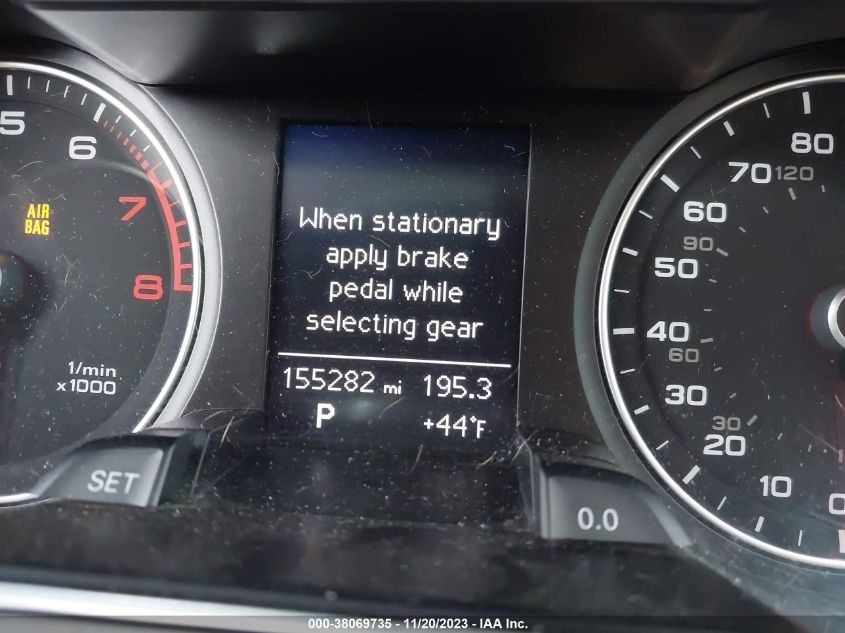 5
6
7
8
AIR
BAG
1/min
x1000
SET
When stationary
apply brake
pedal while
selecting gear
155282 mi 195.3
P +44°F
80
70 120
60
90
50
40
60
30
30
20
10
0
0.0
000-38069735 - 11/20/2023 - IAA Inc.